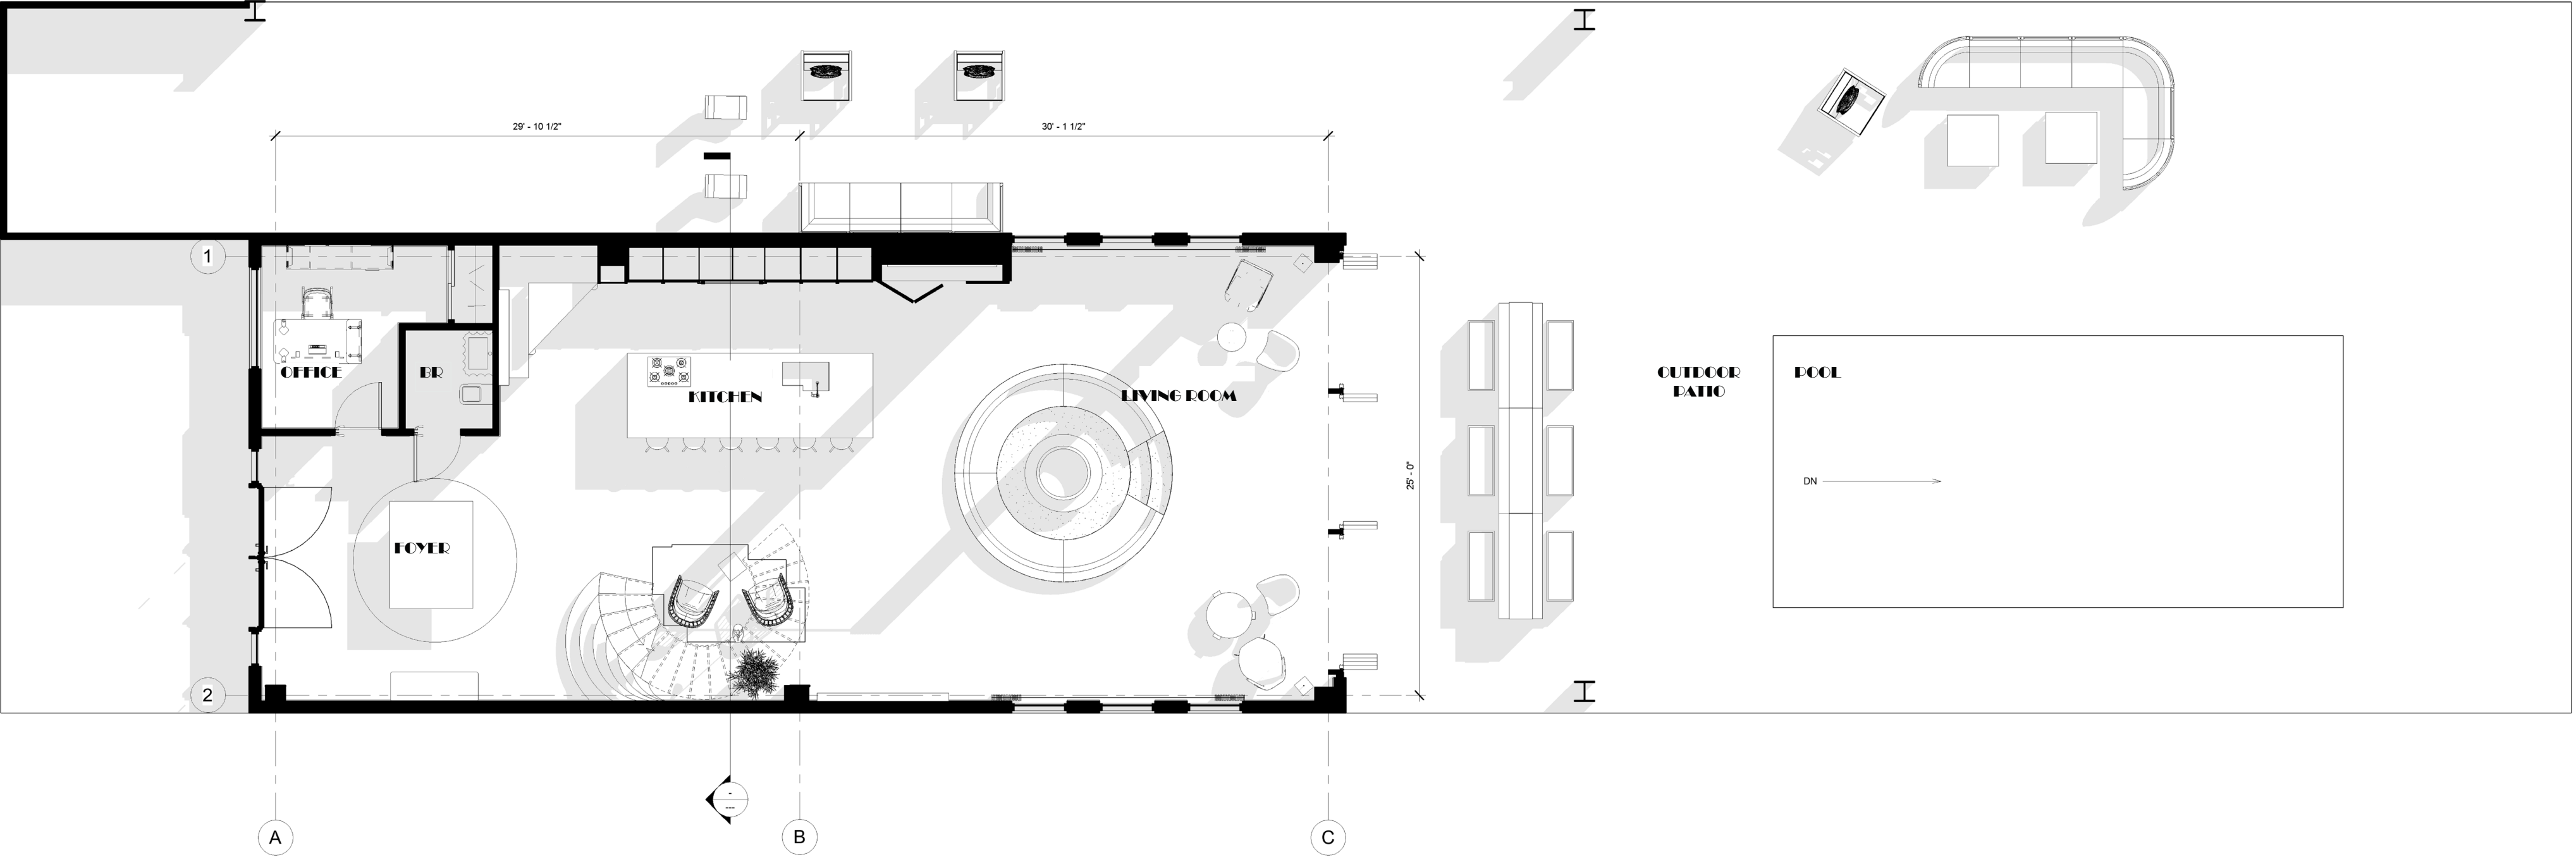 29' - 10 1/2"
30' - 1 1/2"
1
OFFICE
BR
KITCHEN
LIVING ROOM
OUTDOOR
PATIO
POOL
25' - 0"
DN
FOYER
2
-
---
A
B
C